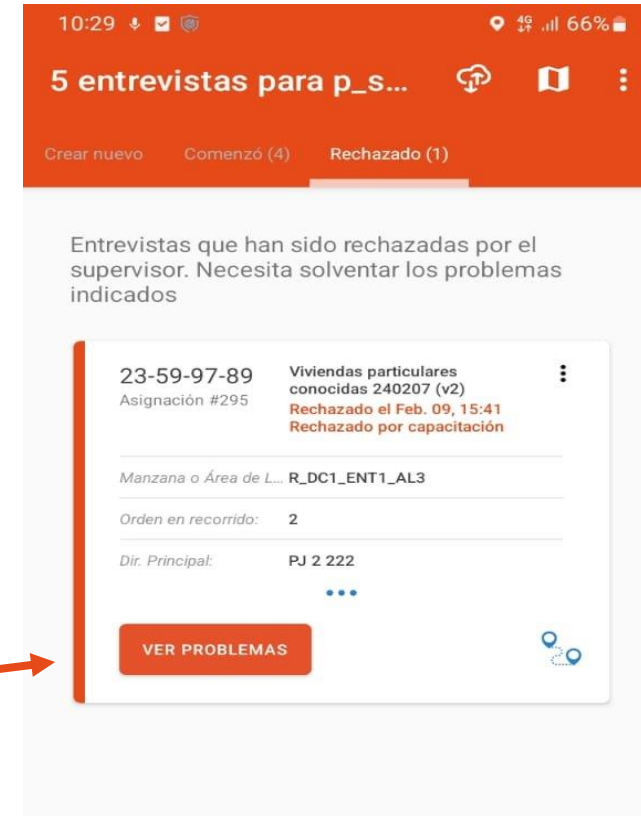 10:29 4G 66%
5 entrevistas para p_s...
Crear nuevo Comenzó (4) Rechazado (1)
Entrevistas que han sido rechazadas por el
supervisor. Necesita solventar los problemas
indicados
23-59-97-89
Asignación #295
Viviendas particulares
conocidas 240207 (v2)
Rechazado el Feb. 09, 15:41
Rechazado por capacitación
Manzana o Área de L... R_DC1_ENT1_AL3
Orden en recorrido: 2
Dir. Principal: PJ 2 222
VER PROBLEMAS